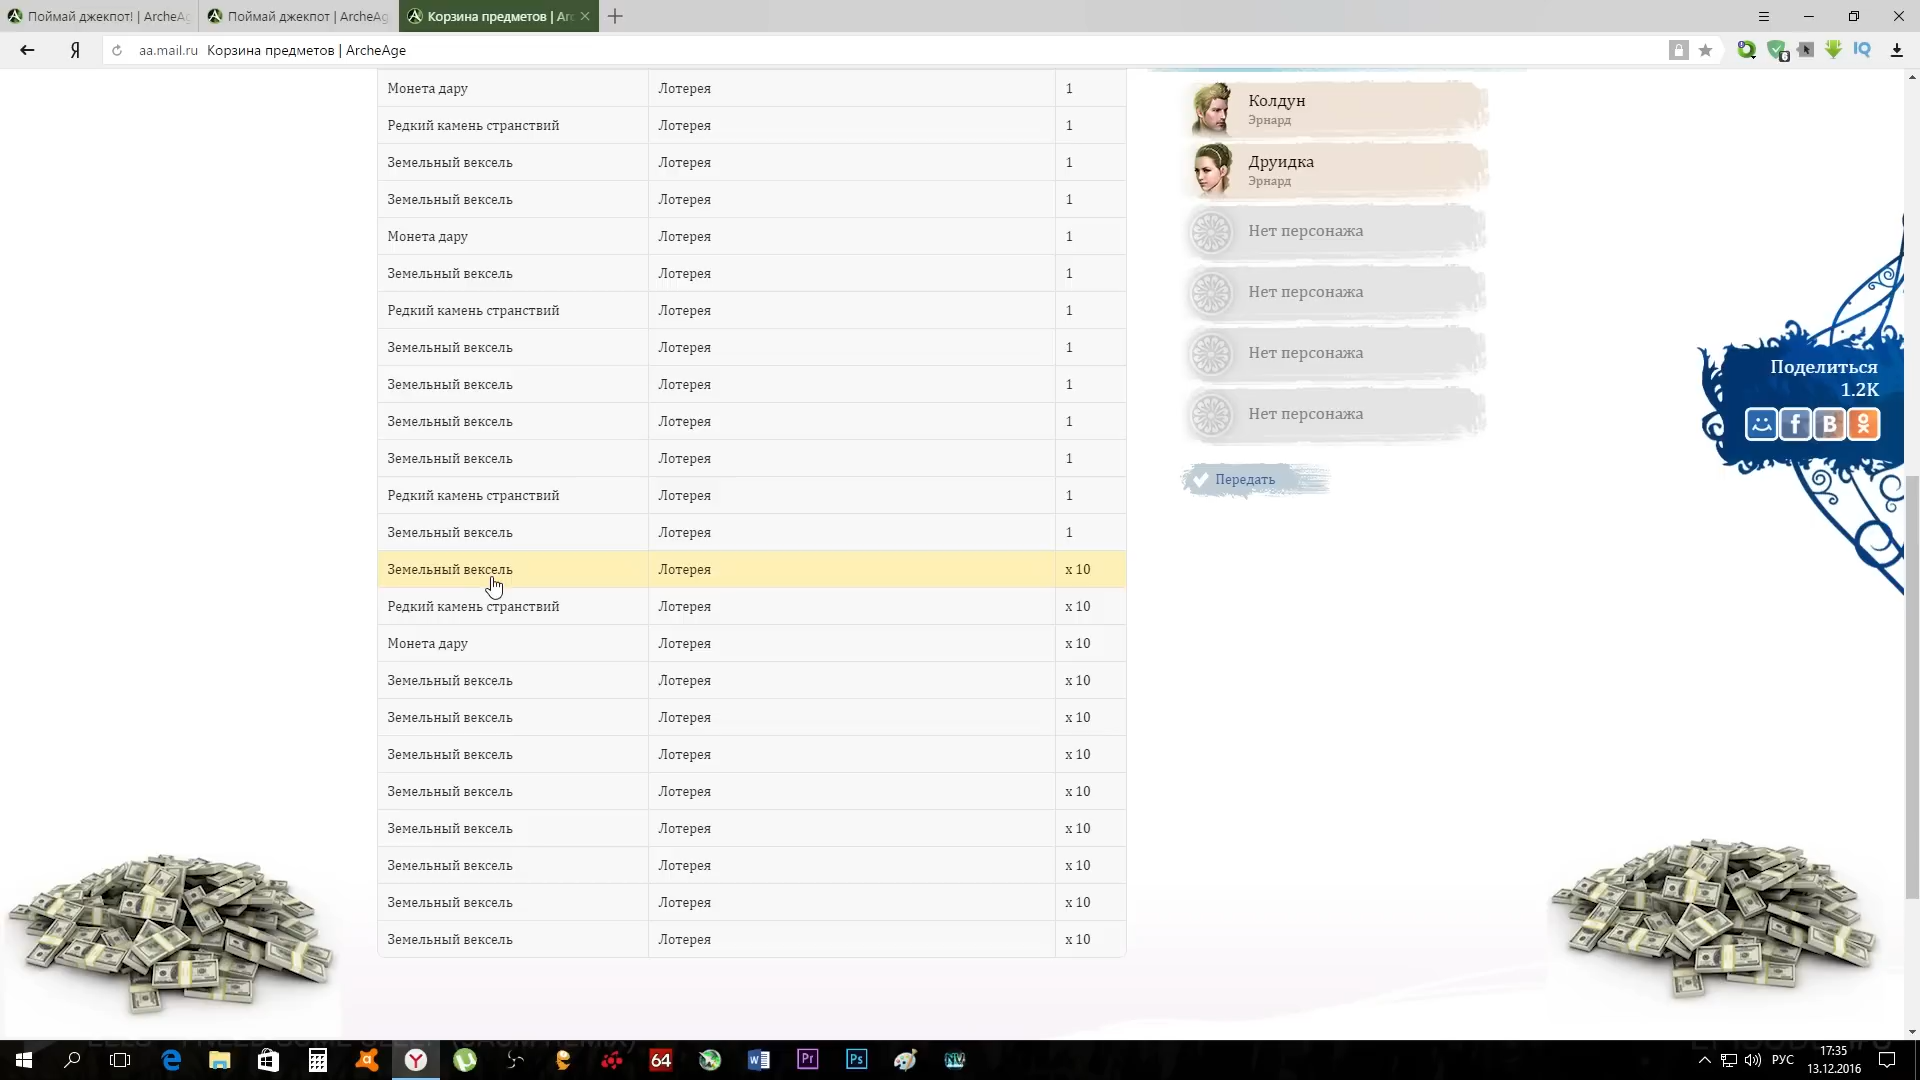 Поймай джекпот! | ArcheAg
Поймай джекпот | ArcheAg
Корзина предметов | Arc
Я
aa.mail.ru Корзина предметов | ArcheAge
6
IQ
Монета дару Лотерея 1
Редкий камень странствий Лотерея 1
Земельный вексель Лотерея 1
Земельный вексель Лотерея 1
Монета дару Лотерея 1
Земельный вексель Лотерея 1
Редкий камень странствий Лотерея 1
Земельный вексель Лотерея 1
Земельный вексель Лотерея 1
Земельный вексель Лотерея 1
Земельный вексель Лотерея 1
Редкий камень странствий Лотерея 1
Земельный вексель Лотерея 1
Земельный вексель Лотерея x 10
Редкий камень странствий Лотерея x 10
Монета дару Лотерея x 10
Земельный вексель Лотерея x 10
Земельный вексель Лотерея x 10
Земельный вексель Лотерея x 10
Земельный вексель Лотерея x 10
Земельный вексель Лотерея x 10
Земельный вексель Лотерея x 10
Земельный вексель Лотерея x 10
Земельный вексель Лотерея x 10
Колдун
Эрнард
Друидка
Эрнард
Нет персонажа
Нет персонажа
Нет персонажа
Нет персонажа
Передать
Поделиться
1.2K
f B
64
W
Pr
Ps
NV
РУС
17:35
13.12.2016